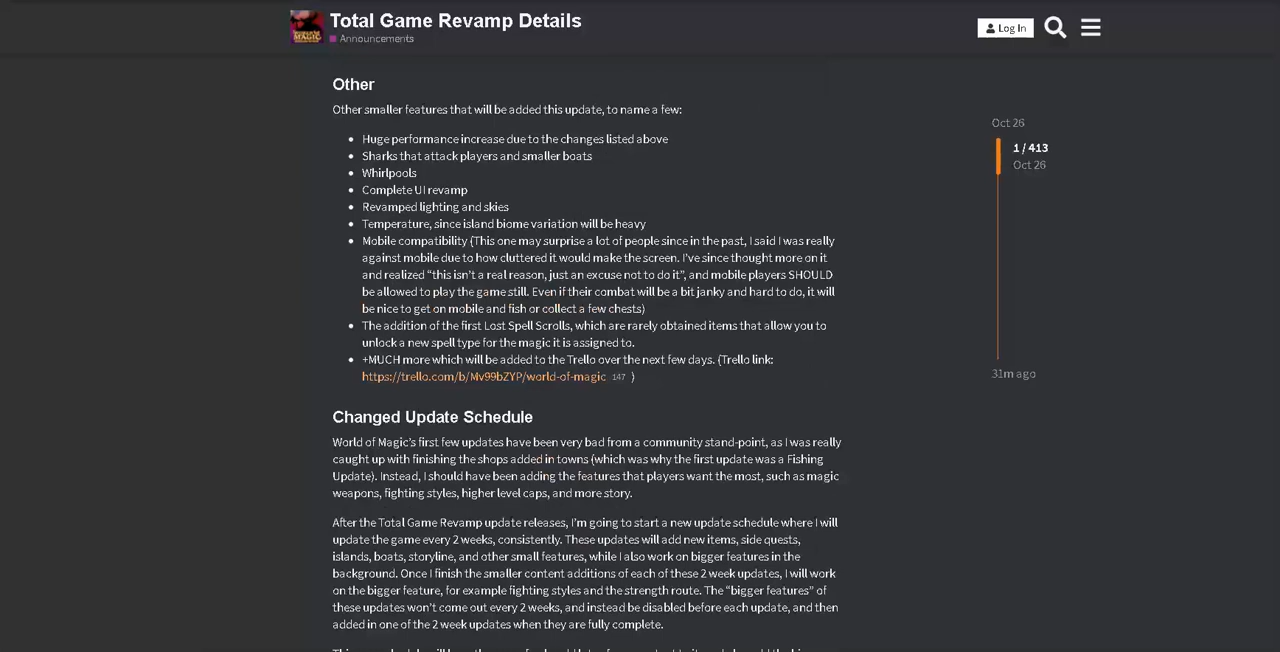 Total Game Revamp Details
Announcements
Log In
Other
Other smaller features that will be added this update, to name a few:
Huge performance increase due to the changes listed above
Sharks that attack players and smaller boats
Whirlpools
Complete UI revamp
Revamped lighting and skies
Temperature, since island biome variation will be heavy
Mobile compatibility (This one may surprise a lot of people since in the past, I said I was really
against mobile due to how cluttered it would make the screen. I've since thought more on it
and realized "this isn't a real reason, just an excuse not to do it", and mobile players SHOULD
be allowed to play the game still. Even if their combat will be a bit janky and hard to do, it will
be nice to get on mobile and fish or collect a few chests)
The addition of the first Lost Spell Scrolls, which are rarely obtained items that allow you to
unlock a new spell type for the magic it is assigned to.
+MUCH more which will be added to the Trello over the next few days. (Trello link:
https://trello.com/b/Mv99bZYP/world-of-magic 147 )
Oct 26
1 / 413
Oct 26
31m ago
Changed Update Schedule
World of Magic's first few updates have been very bad from a community stand-point, as I was really
caught up with finishing the shops added in towns (which was why the first update was a Fishing
Update). Instead, I should have been adding the features that players want the most, such as magic
weapons, fighting styles, higher level caps, and more story.
After the Total Game Revamp update releases, I'm going to start a new update schedule where I will
update the game every 2 weeks, consistently. These updates will add new items, side quests,
islands, boats, storyline, and other small features, while I also work on bigger features in the
background. Once I finish the smaller content additions of each of these 2 week updates, I will work
on the bigger feature, for example fighting styles and the strength route. The "bigger features" of
these updates won't come out every 2 weeks, and instead be disabled before each update, and then
added in one of the 2 week updates when they are fully complete.